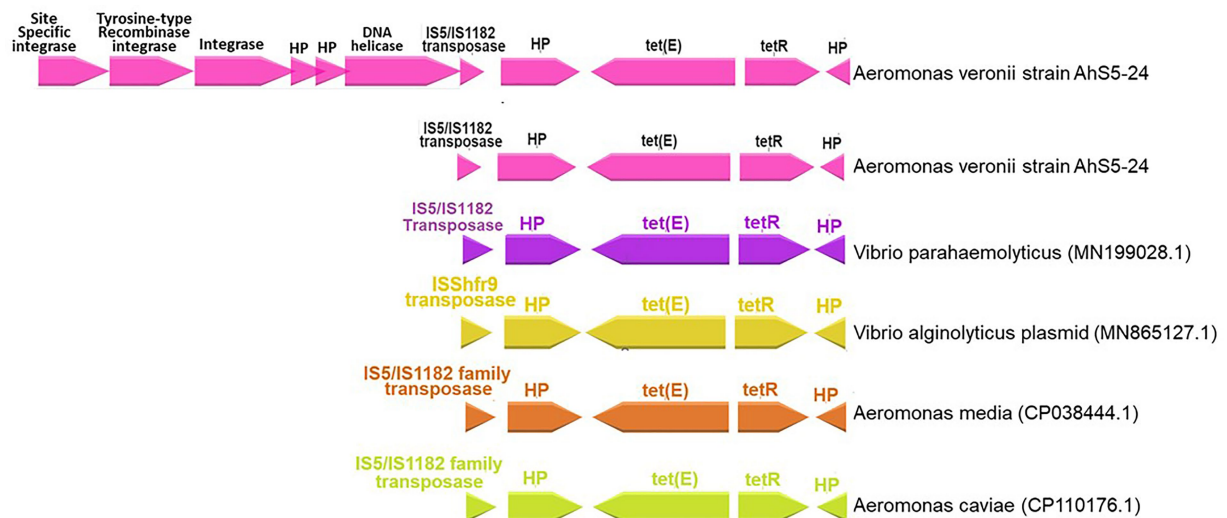 Site
Specific
integrase
Tyrosine-type
Recombinase
integrase
Integrase
HP
HP
DNA
helicase
IS5/IS1182
transposase
HP
tet(E)
tetR
HP
Aeromonas veronii strain AhS5-24
IS5/IS1182
transposase
HP
tet(E)
tetR
HP
Aeromonas veronii strain AhS5-24
IS5/IS1182
Transposase
HP
tet(E)
tetR
HP
Vibrio parahaemolyticus (MN199028.1)
ISShfr9
transposase
HP
tet(E)
tetR
HP
Vibrio alginolyticus plasmid (MN865127.1)
IS5/IS1182 family
transposase
HP
tet(E)
tetR
HP
Aeromonas media (CP038444.1)
IS5/IS1182 family
transposase
HP
tet(E)
tetR
HP
Aeromonas caviae (CP110176.1)